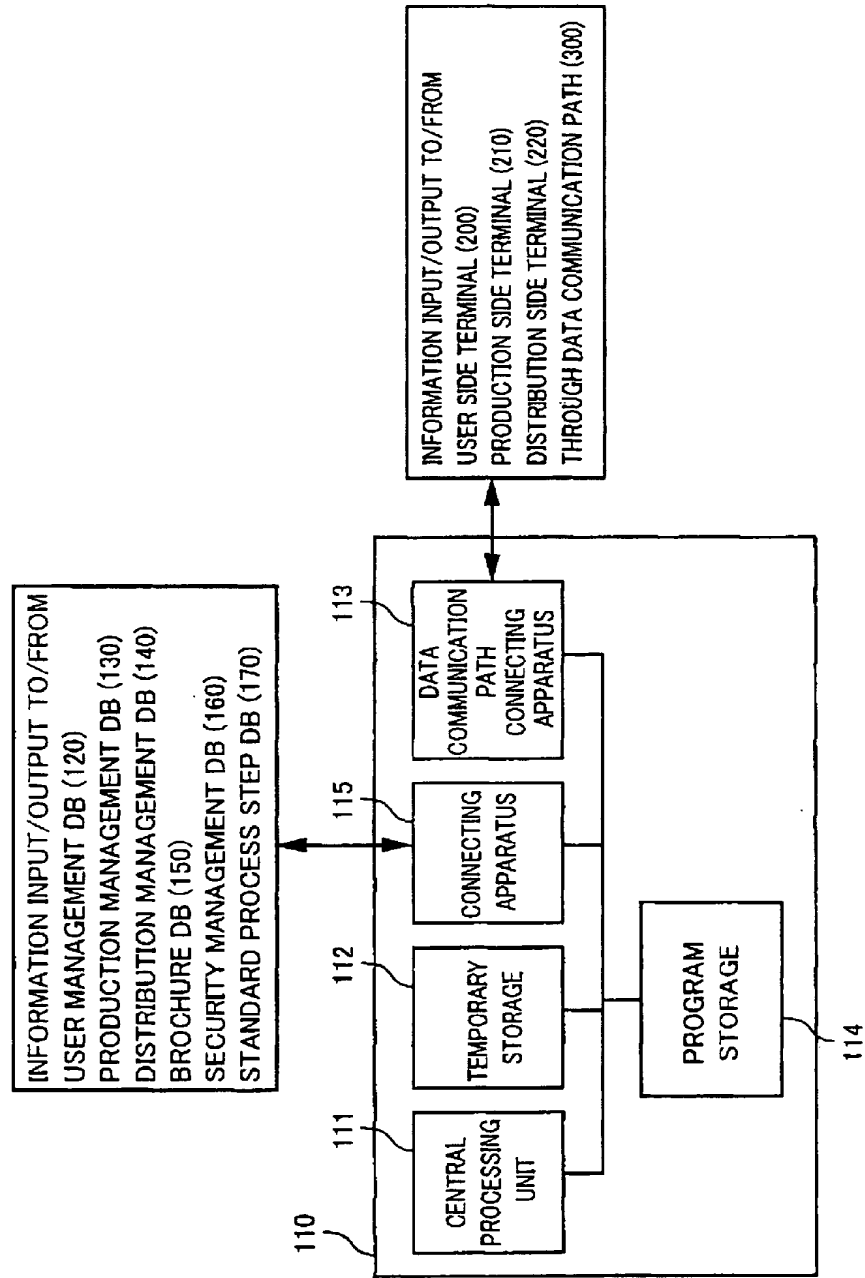 INFORMATION INPUT/OUTPUT TO/FROM
USER MANAGEMENT DB (120)
PRODUCTION MANAGEMENT DB (130)
DISTRIBUTION MANAGEMENT DB (140)
BROCHURE DB (150)
SECURITY MANAGEMENT DB (160)
STANDARD PROCESS STEP DB (170)
INFORMATION INPUT/OUTPUT TO/FROM
USER SIDE TERMINAL (200)
PRODUCTION SIDE TERMINAL (210)
DISTRIBUTION SIDE TERMINAL (220)
THROUGH DATA COMMUNICATION PATH (300)
110
111
CENTRAL
PROCESSING
UNIT
112
TEMPORARY
STORAGE
115
CONNECTING
APPARATUS
113
DATA
COMMUNICATION
PATH
CONNECTING
APPARATUS
PROGRAM
STORAGE
114